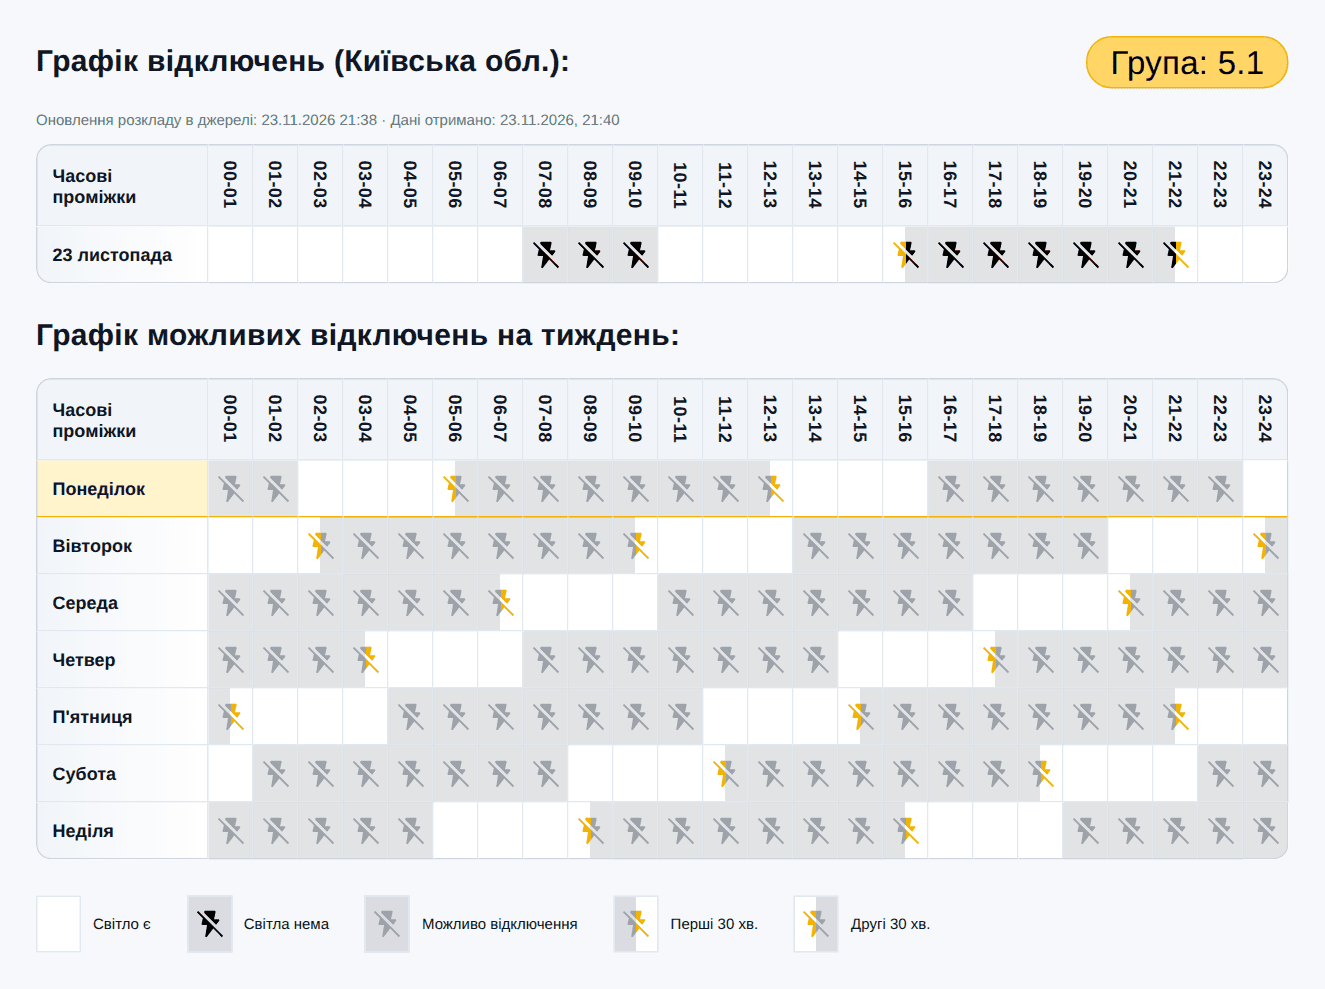 Графік відключень (Київська обл.):
Група: 5.1
Оновлення розкладу в джерелі: 23.11.2026 21:38 · Дані отримано: 23.11.2026, 21:40
Часові проміжки 00-01 01-02 02-03 03-04 04-05 05-06 06-07 07-08 08-09 09-10 10-11 11-12 12-13 13-14 14-15 15-16 16-17 17-18 18-19 19-20 20-21 21-22 22-23 23-24
23 листопада
Графік можливих відключень на тиждень:
Часові проміжки 00-01 01-02 02-03 03-04 04-05 05-06 06-07 07-08 08-09 09-10 10-11 11-12 12-13 13-14 14-15 15-16 16-17 17-18 18-19 19-20 20-21 21-22 22-23 23-24
Понеділок
Вівторок
Середа
Четвер
П'ятниця
Субота
Неділя
Світло є Світла нема Можливо відключення Перші 30 хв. Другі 30 хв.